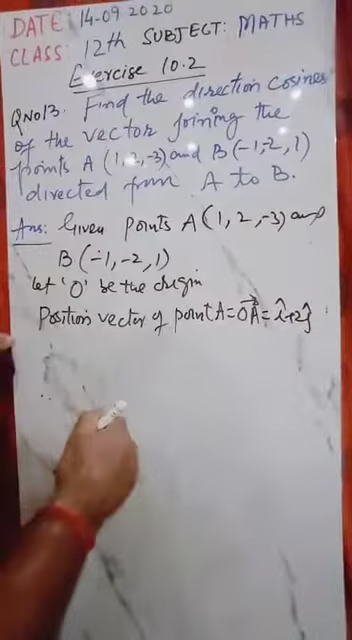 DATE: 14-09 2020
CLASS: 12th SUBJECT: MATHS
Exercise 10.2
QNO13. Find the direction cosines
of the vector joining the
points A (1, 2, -3) and B(-1,-2, 1)
directed from A to B.
Ans: Given points A(1, 2, -3) and
B(-1, -2, 1)
let 'O' be the origin
Position vector of point A = OA⃗ = î+2ĵ